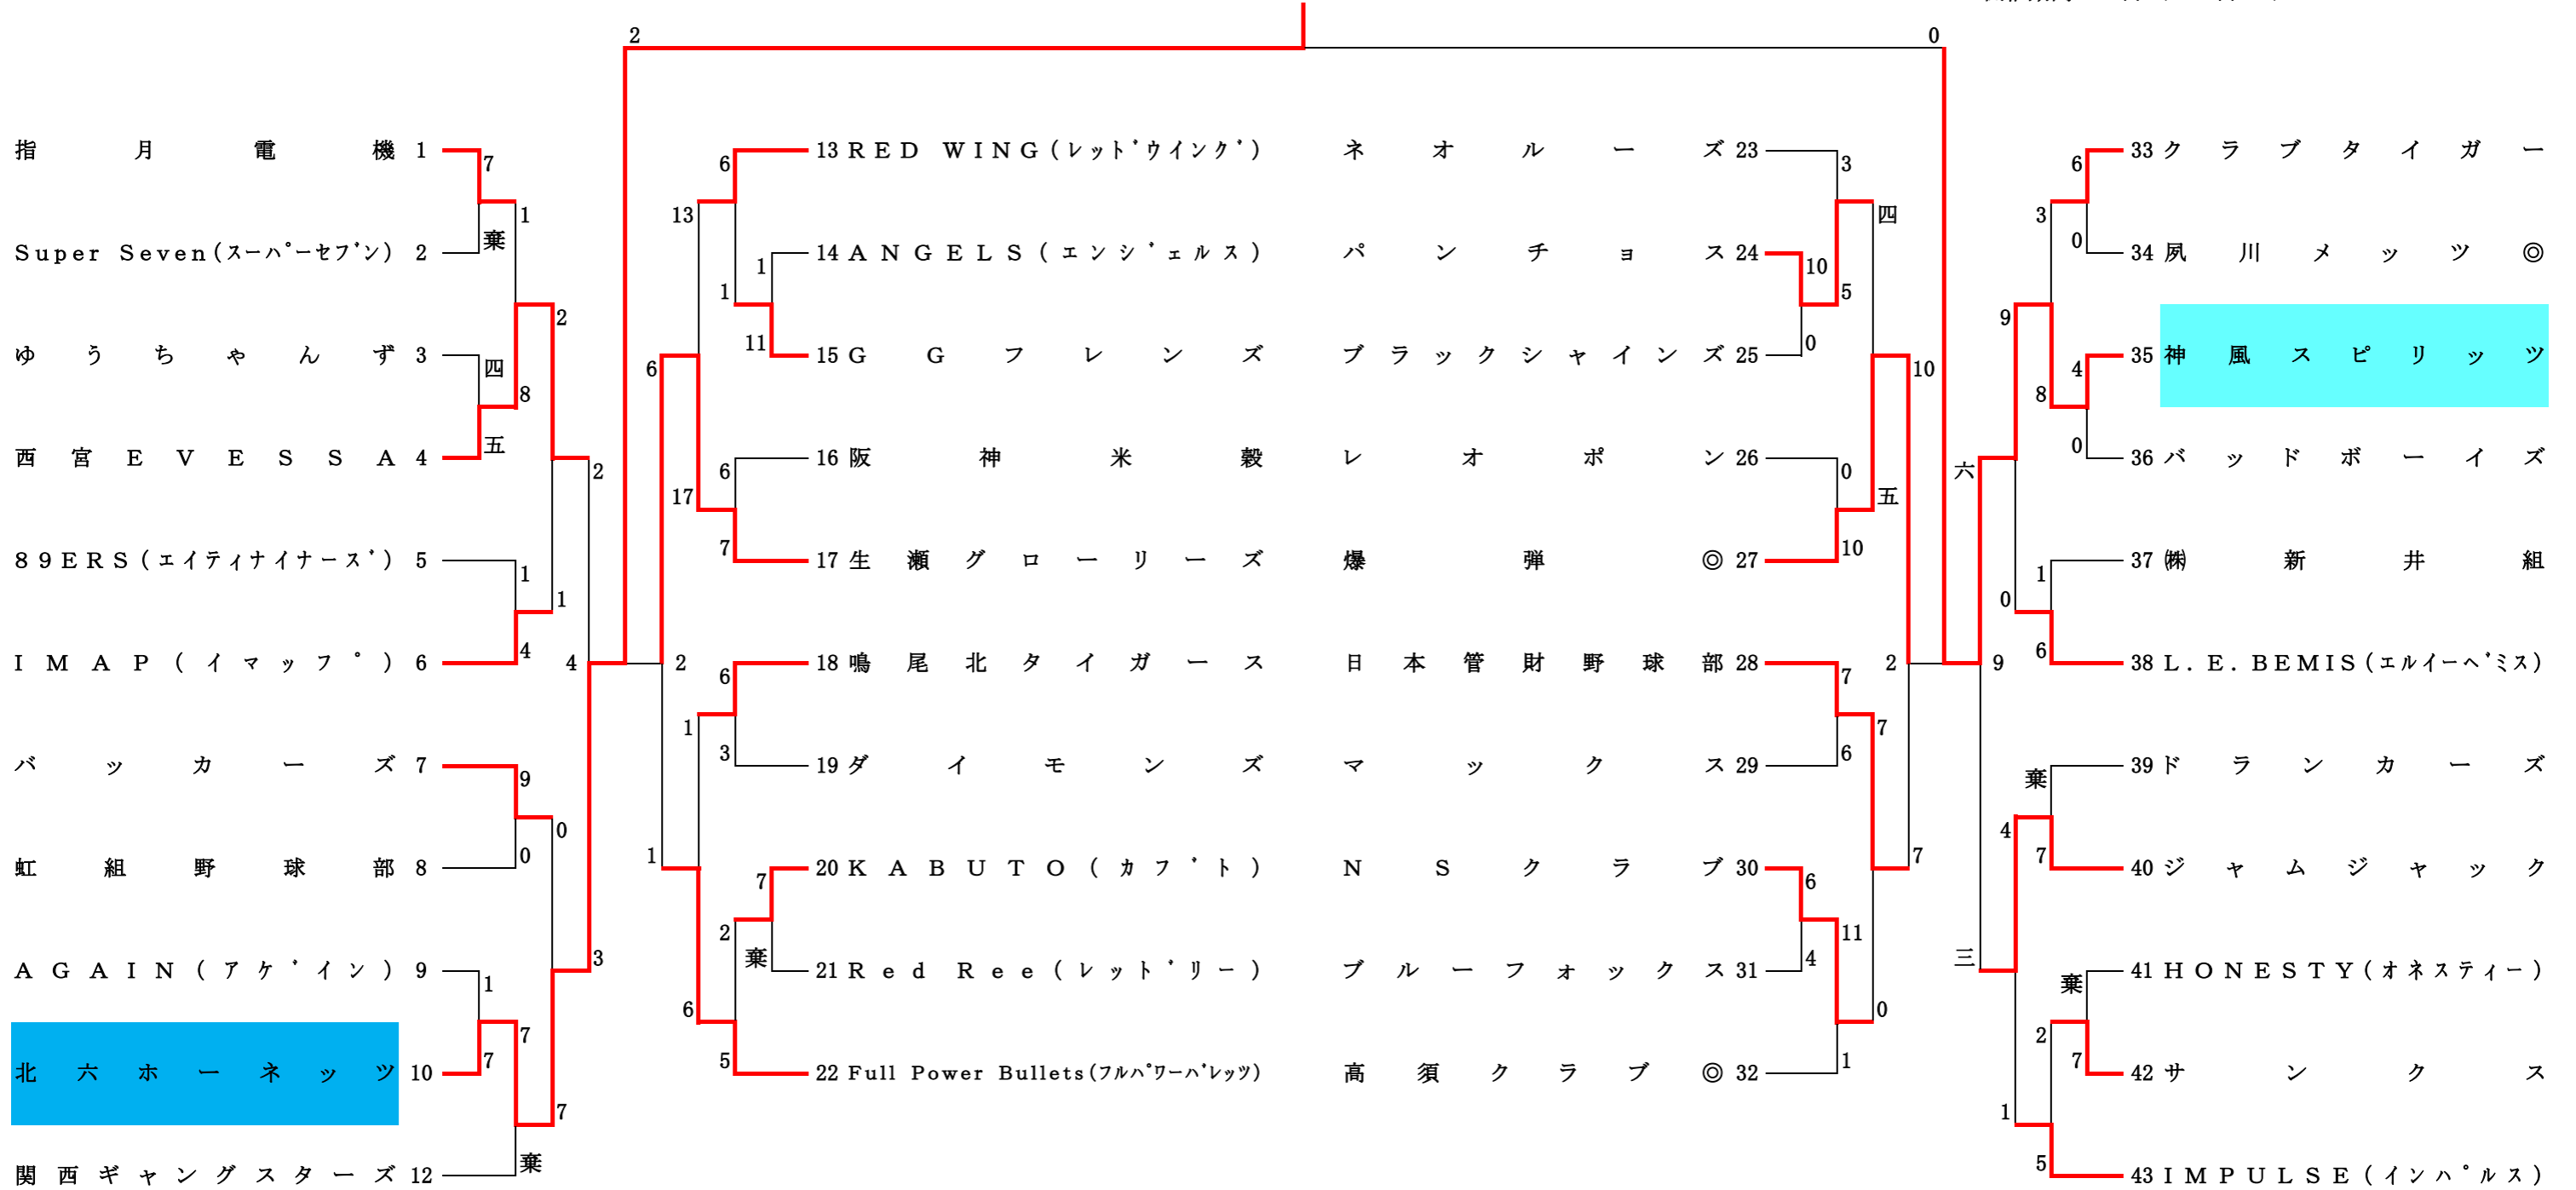 2 0
指月電機 1 7 6 13 RED WING(レッドウイング) ネオルーズ 23 3 6 33 クラブタイガー
1 13 四 3
Super Seven(スーパーセブン) 2 棄 1 14 ANGELS(エンジェルス) パンチョス 24 10 0 34 夙川メッツ ◎
2 1 5 9
ゆうちゃんず 3 四 11 15 GGフレンズ ブラックシャインズ 25 0 4 35 神風スピリッツ
8 6 10 8
西宮EVESSA 4 五 2 6 16 阪神米穀 レオポン 26 0 六 0 36 バッドボーイズ
17 五
89ERS(エイティナイナーズ) 5 1 7 17 生瀬グローリーズ 爆弾 ◎ 27 10 1 37 ㈱新井組
1 0
IMAP(イマップ) 6 4 4 2 6 18 鳴尾北タイガース 日本管財野球部 28 7 2 9 6 38 L.E.BEMIS(エルイーベミス)
1 7
バッカーズ 7 9 3 19 ダイモンズ マックス 29 6 棄 39 ドランカーズ
0 4
虹組野球部 8 0 1 7 20 KABUTO(カブト) NSクラブ 30 6 7 7 40 ジャムジャック
2 11
AGAIN(アゲイン) 9 1 3 棄 21 Red Ree(レッドリー) ブルーフォックス 31 4 三 棄 41 HONESTY(オネスティー)
7 6 0 2
北六ホーネッツ 10 7 5 22 Full Power Bullets(フルパワーバレッツ) 高須クラブ ◎ 32 1 7 42 サンクス
7 1
関西ギャングスターズ 12 棄 5 43 IMPULSE(インパルス)